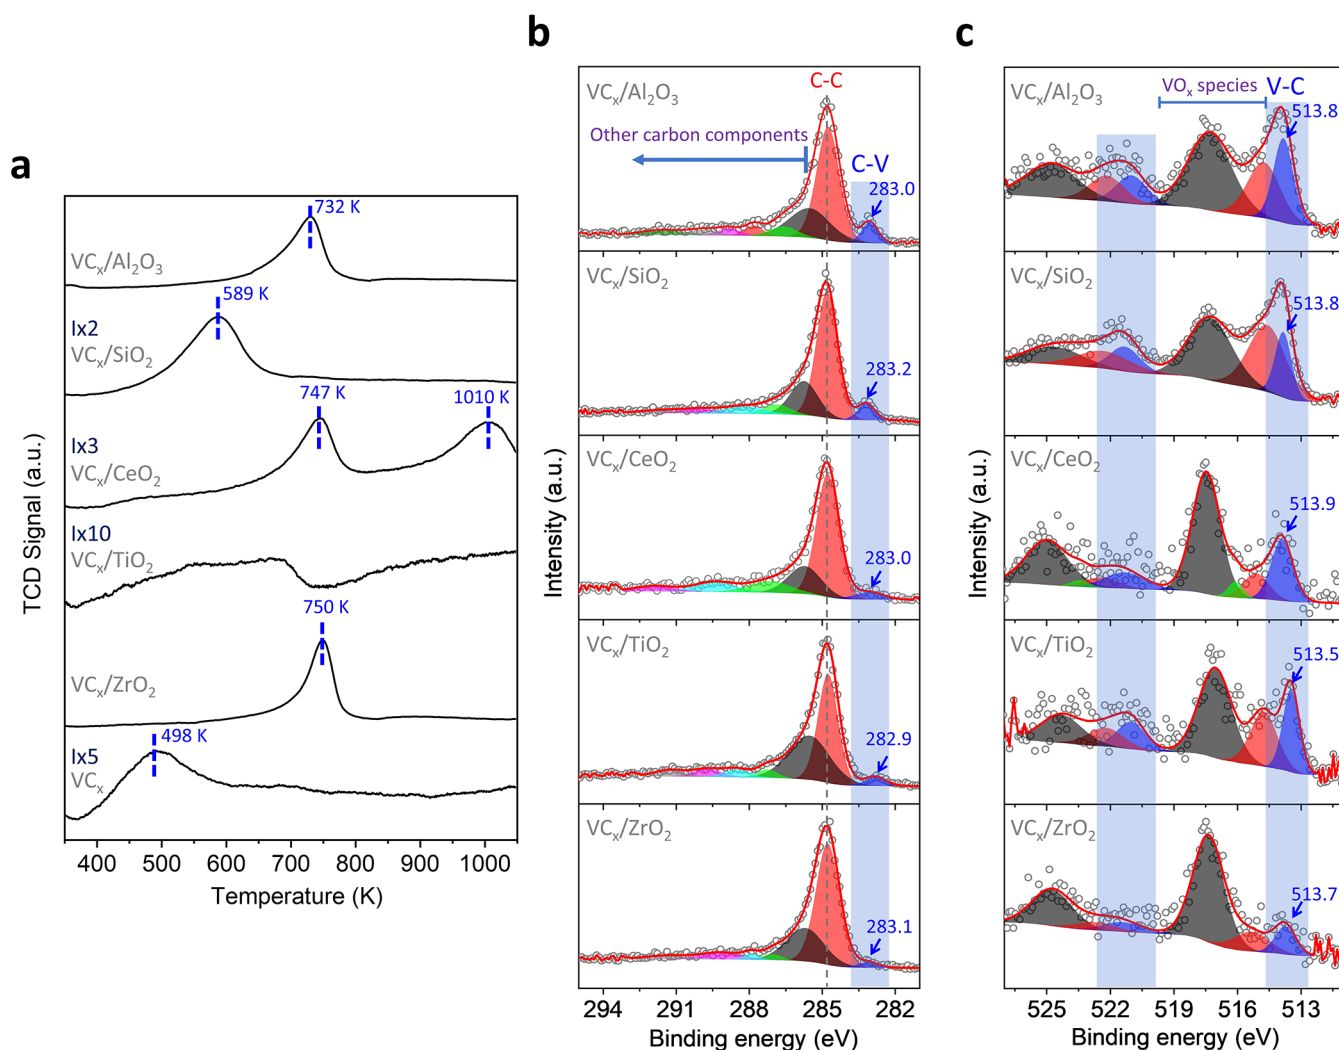 a
732 K
VCx/Al2O3
589 K
Ix2
VCx/SiO2
747 K
1010 K
Ix3
VCx/CeO2
Ix10
VCx/TiO2
750 K
VCx/ZrO2
498 K
Ix5
VCx
TCD Signal (a.u.)
400 500 600 700 800 900 1000
Temperature (K)
b
VCx/Al2O3
C-C
Other carbon components
C-V
283.0
VCx/SiO2
283.2
VCx/CeO2
283.0
VCx/TiO2
282.9
VCx/ZrO2
283.1
Intensity (a.u.)
294 291 288 285 282
Binding energy (eV)
c
VCx/Al2O3
VOx species
V-C
513.8
VCx/SiO2
513.8
VCx/CeO2
513.9
VCx/TiO2
513.5
VCx/ZrO2
513.7
Intensity (a.u.)
525 522 519 516 513
Binding energy (eV)